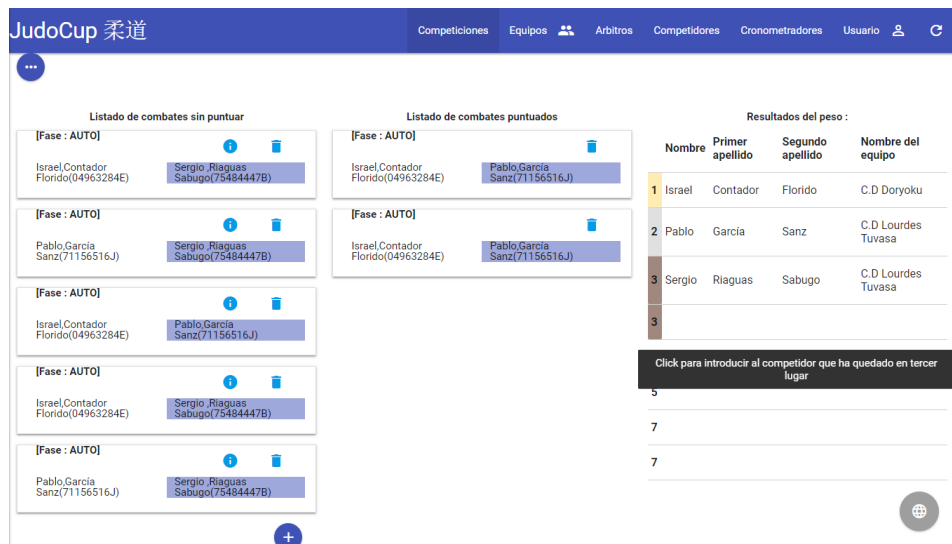 JudoCup 柔道
Competiciones Equipos Arbitros Competidores Cronometradores Usuario
Listado de combates sin puntuar
[Fase : AUTO]
Israel,Contador
Florido(04963284E)
Sergio ,Riaguas
Sabugo(75484447B)
[Fase : AUTO]
Pablo,García
Sanz(71156516J)
Sergio ,Riaguas
Sabugo(75484447B)
[Fase : AUTO]
Israel,Contador
Florido(04963284E)
Pablo,García
Sanz(71156516J)
[Fase : AUTO]
Israel,Contador
Florido(04963284E)
Sergio ,Riaguas
Sabugo(75484447B)
[Fase : AUTO]
Pablo,García
Sanz(71156516J)
Sergio ,Riaguas
Sabugo(75484447B)
Listado de combates puntuados
[Fase : AUTO]
Israel,Contador
Florido(04963284E)
Pablo,García
Sanz(71156516J)
[Fase : AUTO]
Israel,Contador
Florido(04963284E)
Pablo,García
Sanz(71156516J)
Resultados del peso :
Nombre Primer apellido Segundo apellido Nombre del equipo
1 Israel Contador Florido C.D Doryoku
2 Pablo García Sanz C.D Lourdes Tuvasa
3 Sergio Riaguas Sabugo C.D Lourdes Tuvasa
3
Click para introducir al competidor que ha quedado en tercer
lugar
5
7
7